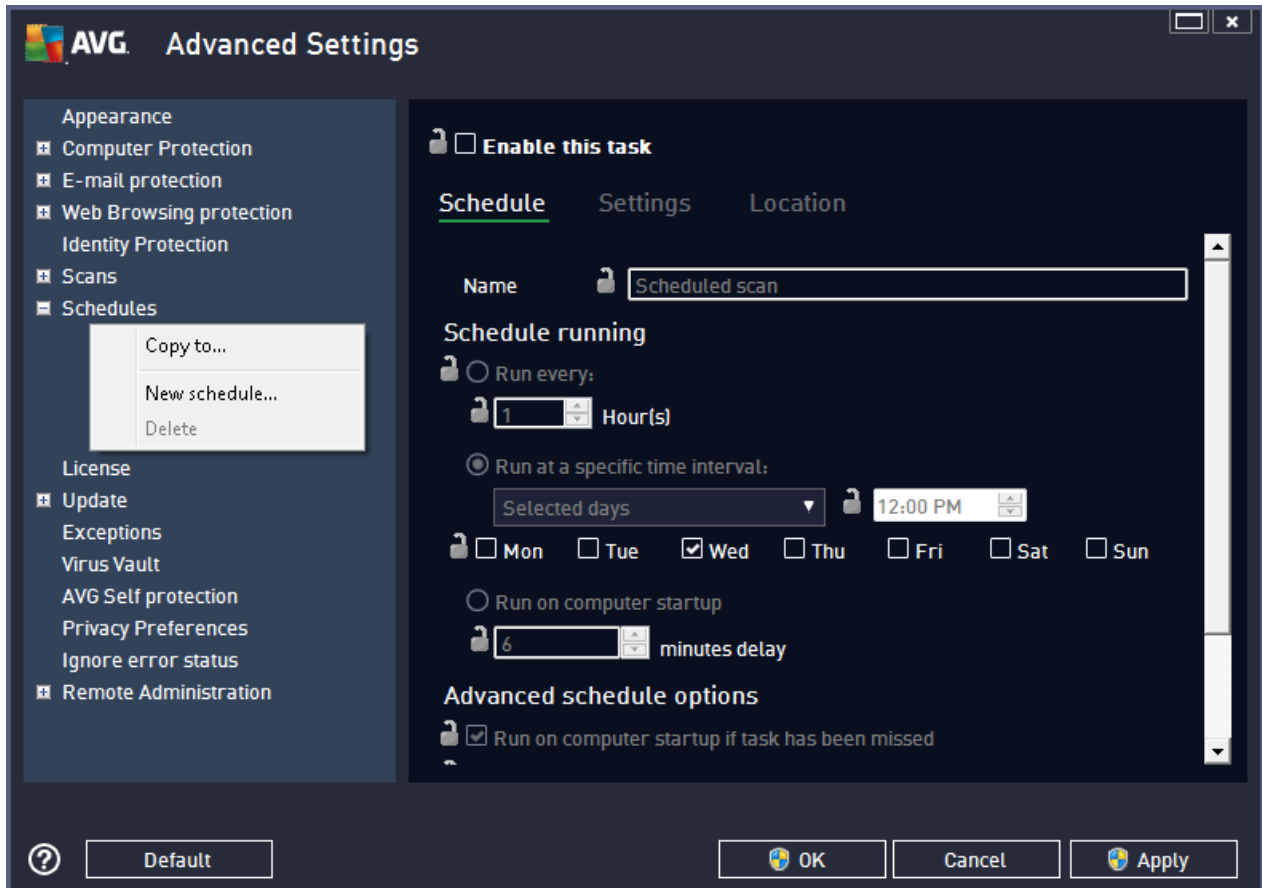 AVG. Advanced Settings
Appearance
Computer Protection
E-mail protection
Web Browsing protection
Identity Protection
Scans
Schedules
Copy to...
New schedule...
Delete
License
Update
Exceptions
Virus Vault
AVG Self protection
Privacy Preferences
Ignore error status
Remote Administration
Enable this task
Schedule Settings Location
Name Scheduled scan
Schedule running
Run every:
1 Hour(s)
Run at a specific time interval:
Selected days 12:00 PM
Mon Tue Wed Thu Fri Sat Sun
Run on computer startup
6 minutes delay
Advanced schedule options
Run on computer startup if task has been missed
? Default OK Cancel Apply